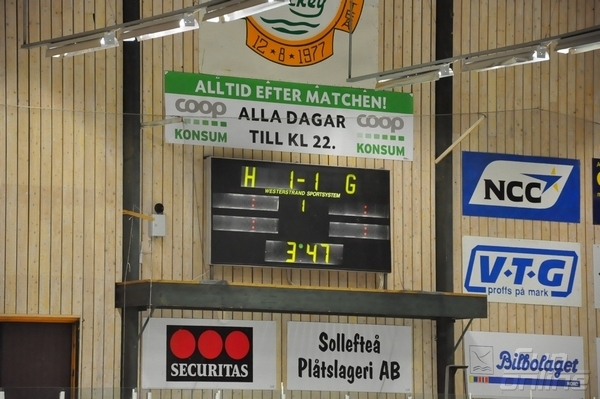 12-8 1977
ALLTID EFTER MATCHEN!
coop
KONSUM
ALLA DAGAR
TILL KL 22.
coop
KONSUM
H 1-1 G
WESTERSTRAND SPORTSYSTEM
1
3:47
NCC
V·T·G
proffs på mark
SECURITAS
Sollefteå
Plåtslageri AB
Bilbolaget